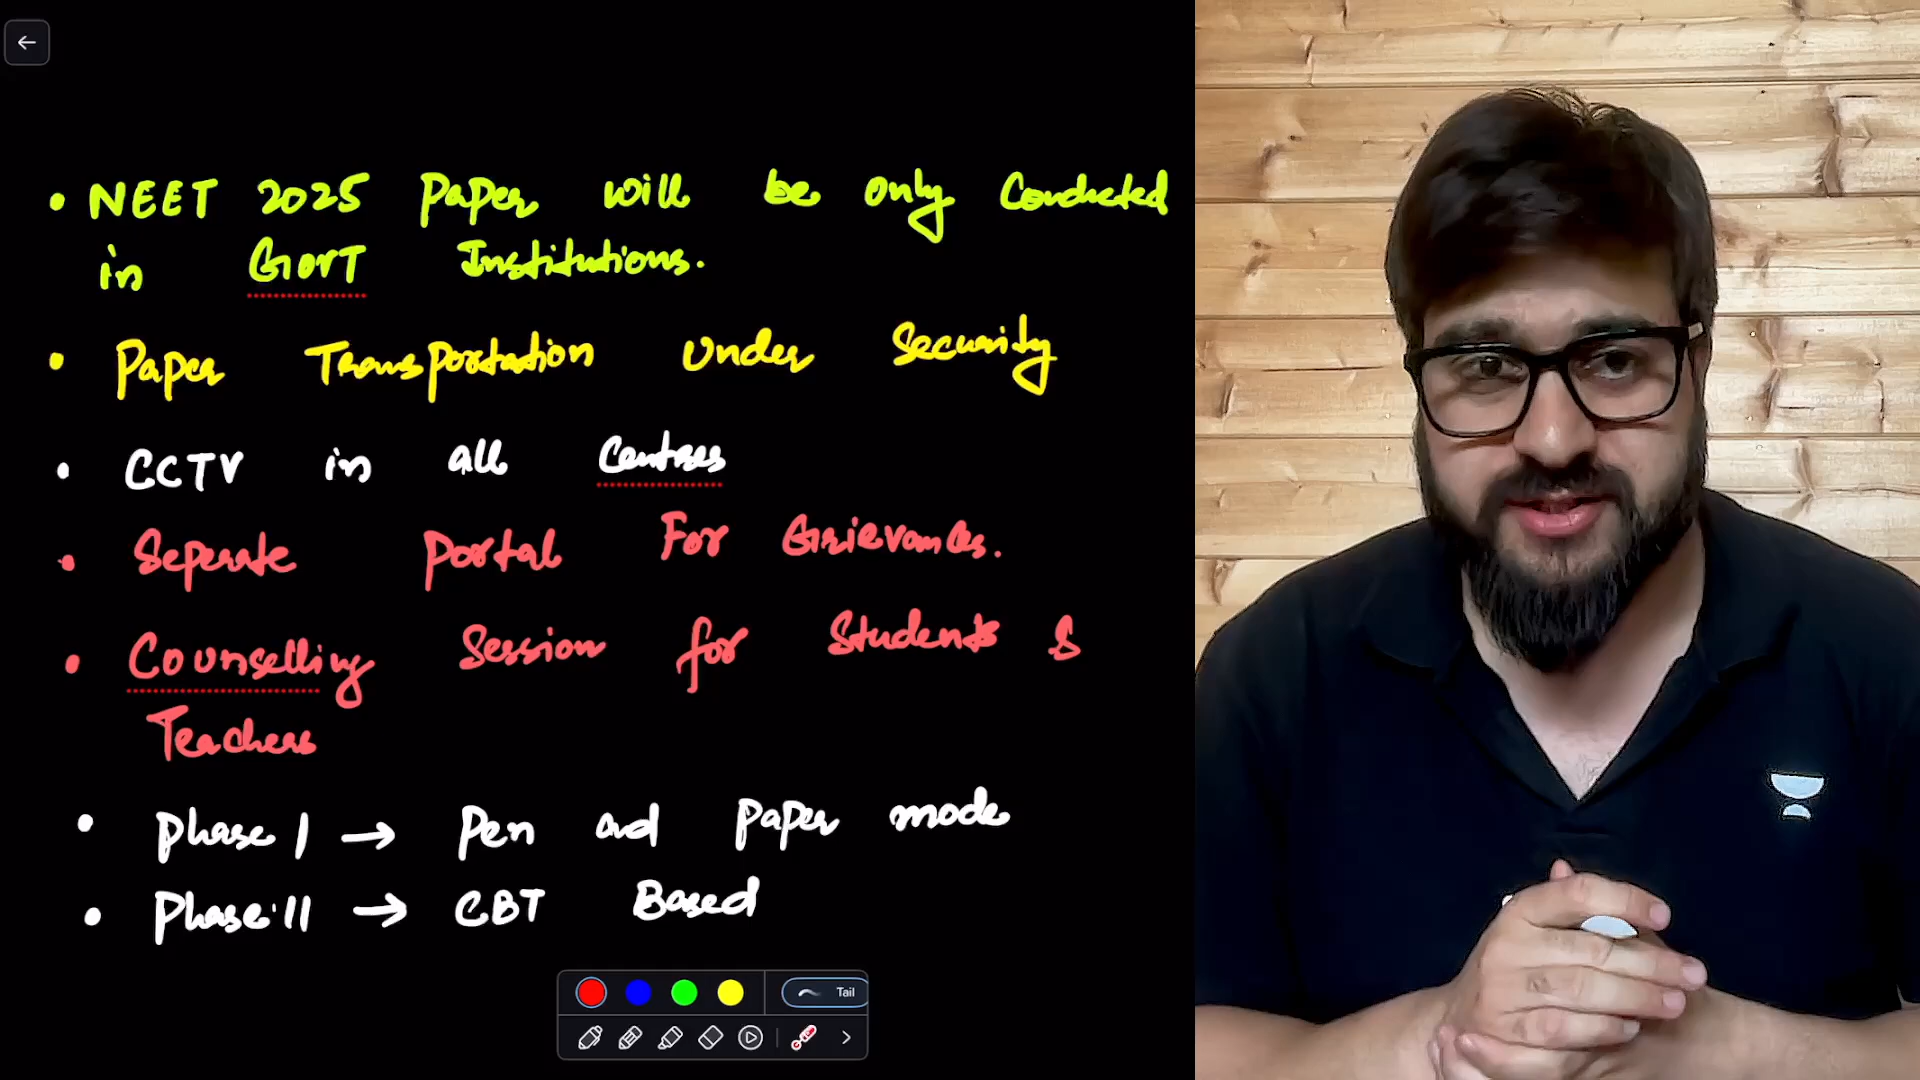 • NEET 2025 Paper will be only Conducted
in GovT Institutions.
• Paper Transportation Under Security
• CCTV in all Centres
• Seperate Portal For Grievances.
• Counselling Session for Students &
Teachers
• Phase I → Pen and Paper mode
• Phase II → CBT Based
Tail